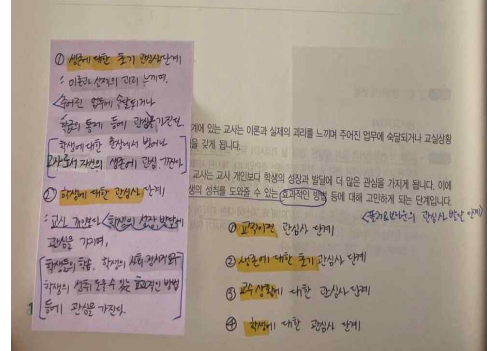 ① 생존에 대한 초기 관심사단계
: 이론과 실제의 괴리 느끼며,
주어진 업무에 숙달되거나
학급의 통제 등에 관심을 가진다
학생에 대한 관심에서 벗어나
교사로서 자신의 생존에 관심 가진다.
② 학생에 대한 관심사 단계
: 교사 개인보다 학생의 성장, 발달에
관심을 가지며,
학생들의 학습, 학생의 사회·정서적 욕구
학생의 성취 도울 수 있는 효과적인 방법
등에 관심을 가진다.
계에 있는 교사는 이론과 실제의 괴리를 느끼며 주어진 업무에 숙달되거나 교실상황
을 갖게 됩니다.
교사는 교사 개인보다 학생의 성장과 발달에 더 많은 관심을 가지게 됩니다. 이에
생의 성취를 도와줄 수 있는 효과적인 방법 등에 대해 고민하게 되는 단계입니다.
관심사 발달 단계>
① 교직이전 관심사 단계
② 생존에 대한 초기 관심사 단계
③ 교수상황에 대한 관심사 단계
④ 학생에 대한 관심사 단계